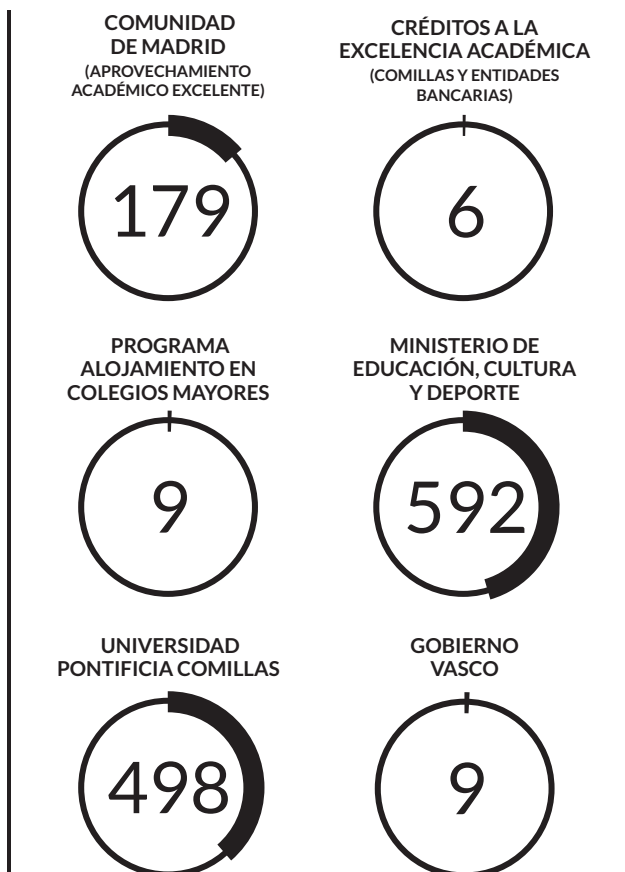 COMUNIDAD
DE MADRID
(APROVECHAMIENTO
ACADÉMICO EXCELENTE)
179
CRÉDITOS A LA
EXCELENCIA ACADÉMICA
(COMILLAS Y ENTIDADES
BANCARIAS)
6
PROGRAMA
ALOJAMIENTO EN
COLEGIOS MAYORES
9
MINISTERIO DE
EDUCACIÓN, CULTURA
Y DEPORTE
592
UNIVERSIDAD
PONTIFICIA COMILLAS
498
GOBIERNO
VASCO
9